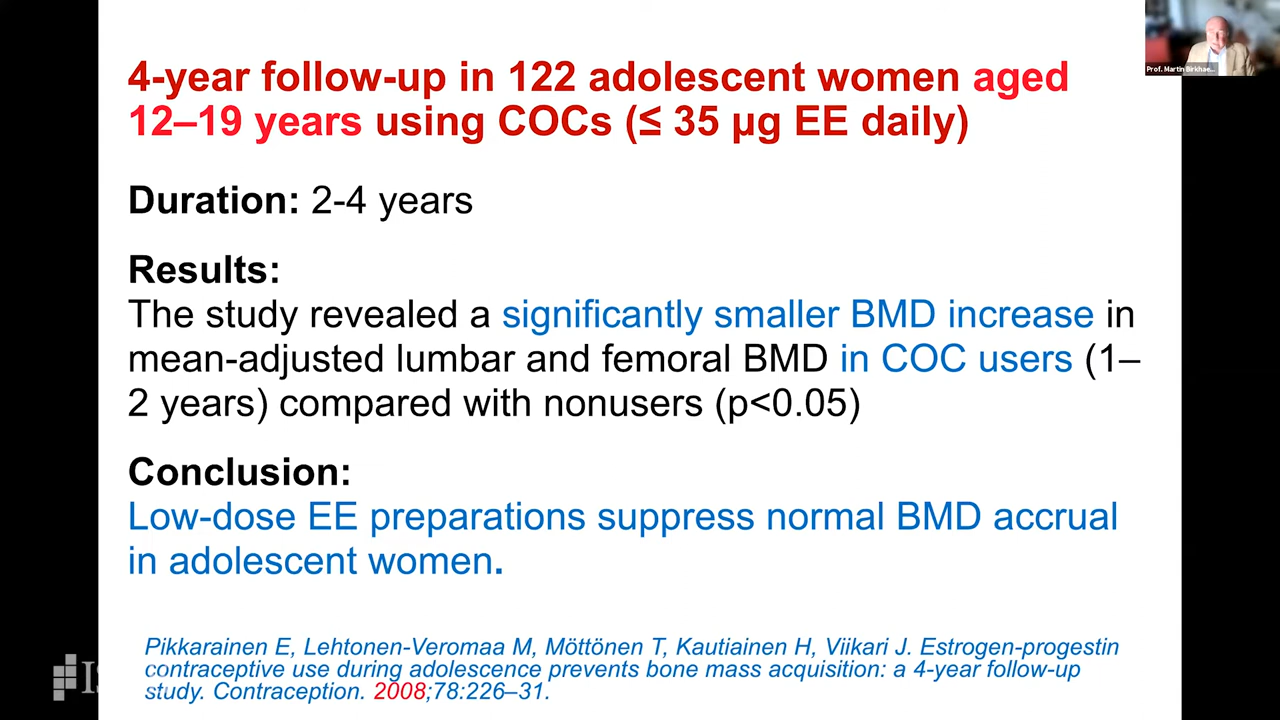 Prof. Martin Birkhae...
4-year follow-up in 122 adolescent women aged
12–19 years using COCs (≤ 35 µg EE daily)
Duration: 2-4 years
Results:
The study revealed a significantly smaller BMD increase in
mean-adjusted lumbar and femoral BMD in COC users (1–
2 years) compared with nonusers (p<0.05)
Conclusion:
Low-dose EE preparations suppress normal BMD accrual
in adolescent women.
Pikkarainen E, Lehtonen-Veromaa M, Möttönen T, Kautiainen H, Viikari J. Estrogen-progestin
contraceptive use during adolescence prevents bone mass acquisition: a 4-year follow-up
study. Contraception. 2008;78:226–31.